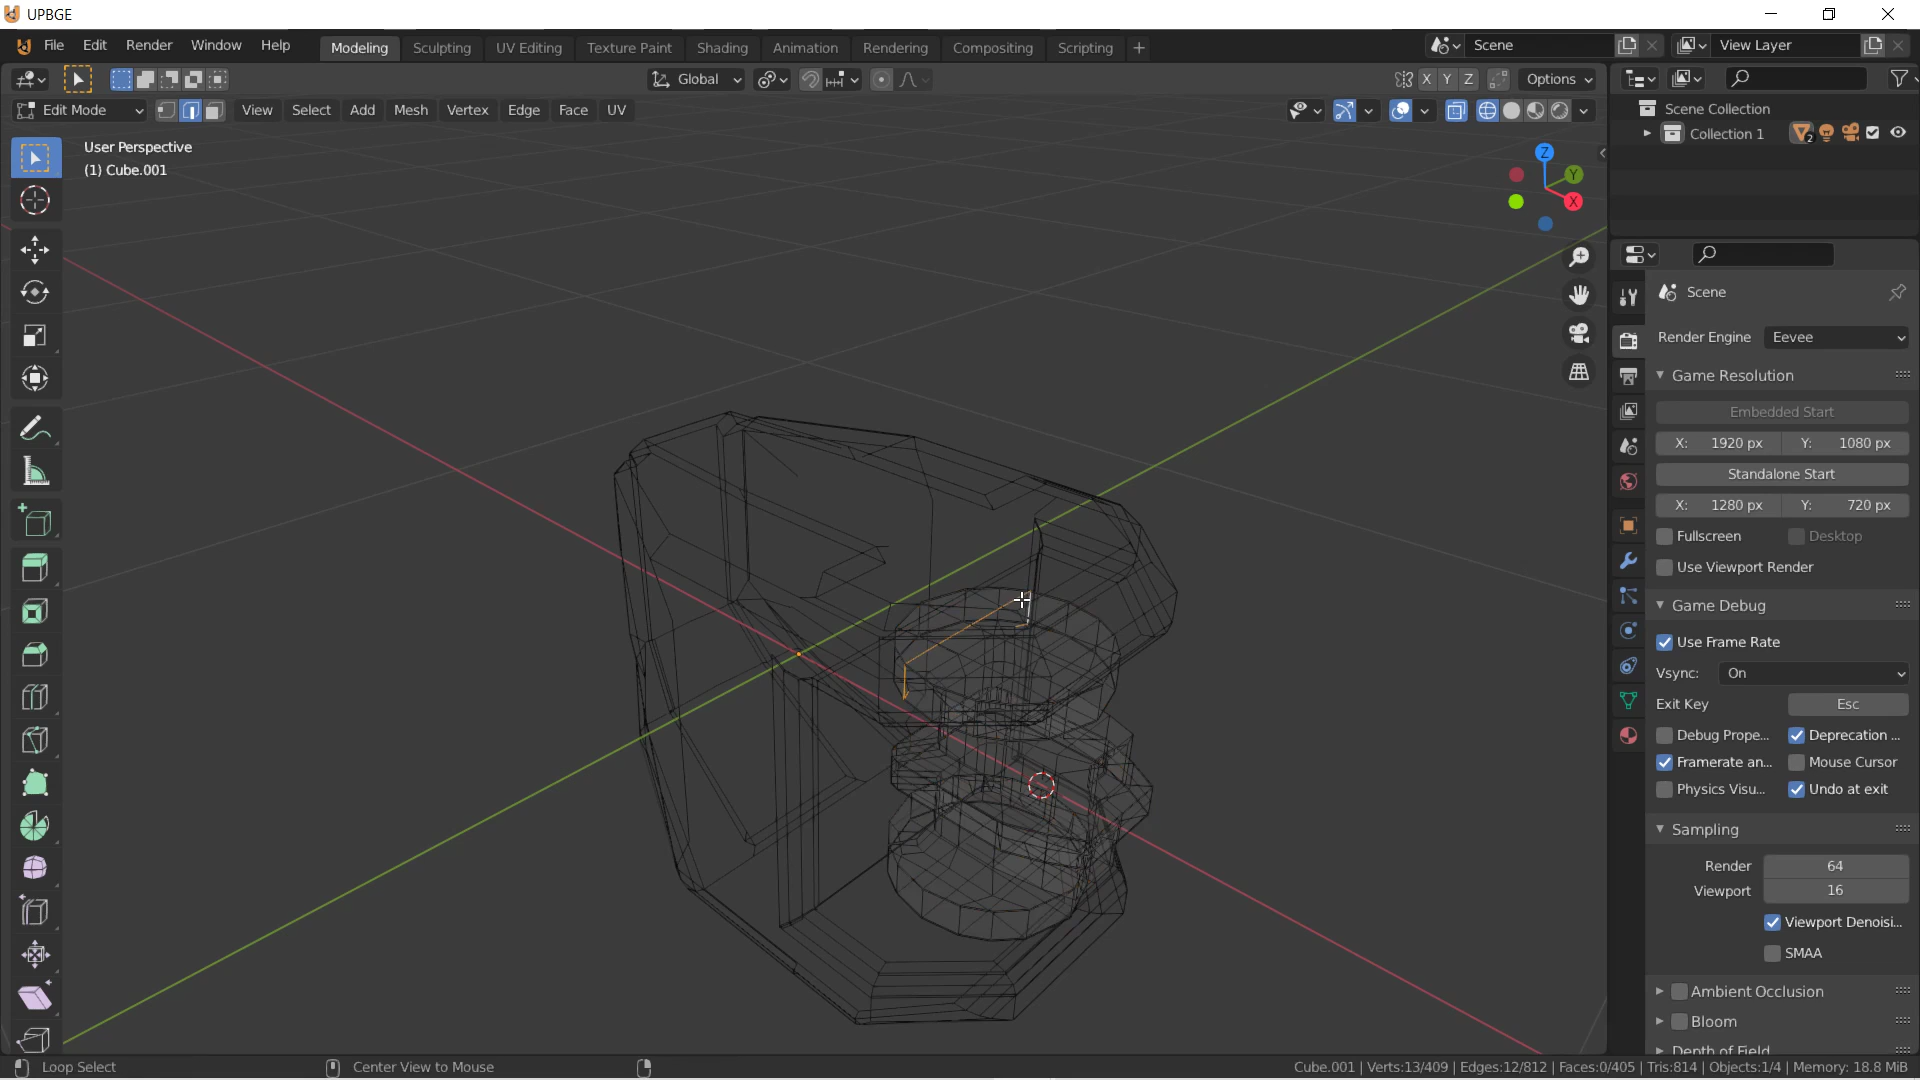 UPBGE
File Edit Render Window Help Modeling Sculpting UV Editing Texture Paint Shading Animation Rendering Compositing Scripting + Scene View Layer
Global X Y Z Options
Edit Mode View Select Add Mesh Vertex Edge Face UV
User Perspective
(1) Cube.001
Z
Y
X
Scene Collection
Collection 1 2
Scene
Render Engine Eevee
Game Resolution
Embedded Start
X: 1920 px Y: 1080 px
Standalone Start
X: 1280 px Y: 720 px
Fullscreen Desktop
Use Viewport Render
Game Debug
Use Frame Rate
Vsync: On
Exit Key Esc
Debug Prope... Deprecation ...
Framerate an... Mouse Cursor
Physics Visu... Undo at exit
Sampling
Render 64
Viewport 16
Viewport Denoisi...
SMAA
Ambient Occlusion
Bloom
Depth of Field
Loop Select Center View to Mouse Cube.001 | Verts:13/409 | Edges:12/812 | Faces:0/405 | Tris:814 | Objects:1/4 | Memory: 18.8 MiB